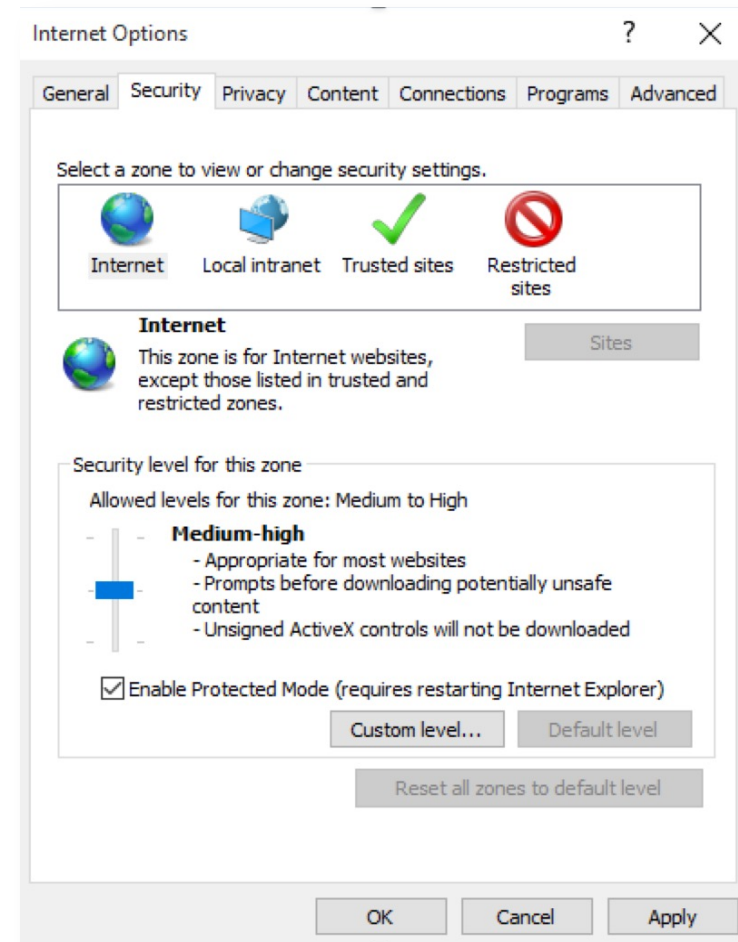 Internet Options ?
General Security Privacy Content Connections Programs Advanced
Select a zone to view or change security settings.
Internet Local intranet Trusted sites Restricted sites
Internet
This zone is for Internet websites,
except those listed in trusted and
restricted zones.
Sites
Security level for this zone
Allowed levels for this zone: Medium to High
Medium-high
- Appropriate for most websites
- Prompts before downloading potentially unsafe
content
- Unsigned ActiveX controls will not be downloaded
Enable Protected Mode (requires restarting Internet Explorer)
Custom level... Default level
Reset all zones to default level
OK Cancel Apply